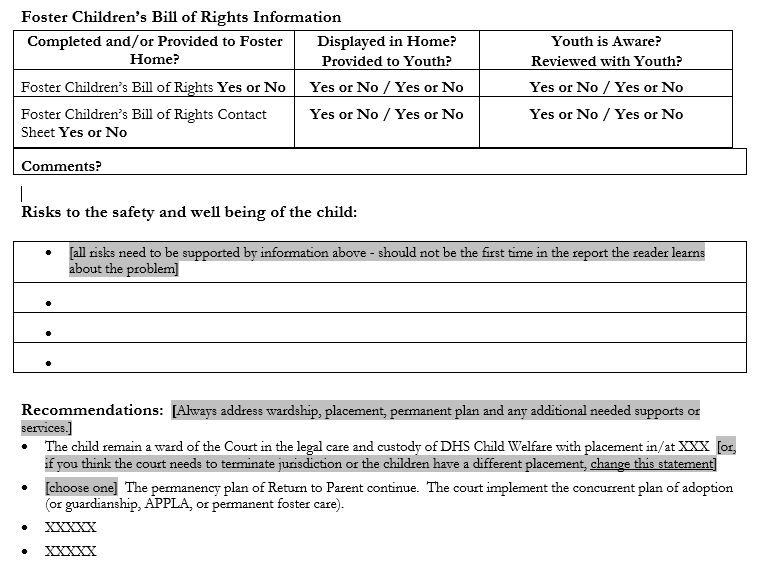 Foster Children's Bill of Rights Information
Completed and/or Provided to Foster
Home?
Displayed in Home?
Provided to Youth?
Youth is Aware?
Reviewed with Youth?
Foster Children's Bill of Rights Yes or No
Yes or No / Yes or No
Yes or No / Yes or No
Foster Children's Bill of Rights Contact
Sheet Yes or No
Yes or No / Yes or No
Yes or No / Yes or No
Comments?
Risks to the safety and well being of the child:
• [all risks need to be supported by information above - should not be the first time in the report the reader learns
about the problem]
•
•
•
Recommendations: [Always address wardship, placement, permanent plan and any additional needed supports or
services.]
• The child remain a ward of the Court in the legal care and custody of DHS Child Welfare with placement in/at XXX [or,
if you think the court needs to terminate jurisdiction or the children have a different placement, change this statement]
• [choose one] The permanency plan of Return to Parent continue. The court implement the concurrent plan of adoption
(or guardianship, APPLA, or permanent foster care).
• XXXXX
• XXXXX